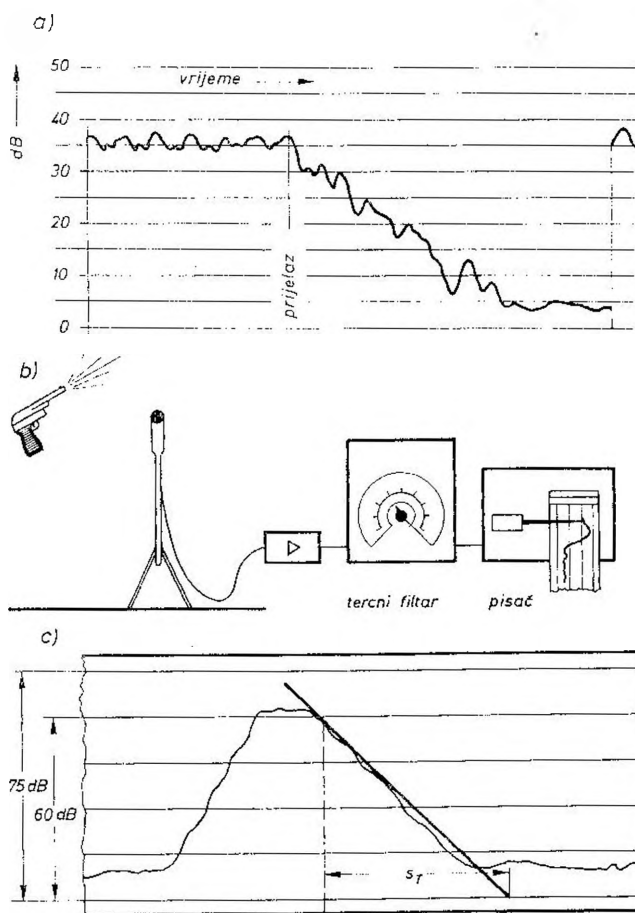 a)
50
vrijeme
40
dB
30
20
prijelaz
10
0
b)
tercni filtar
pisač
c)
75 dB
60 dB
s_T